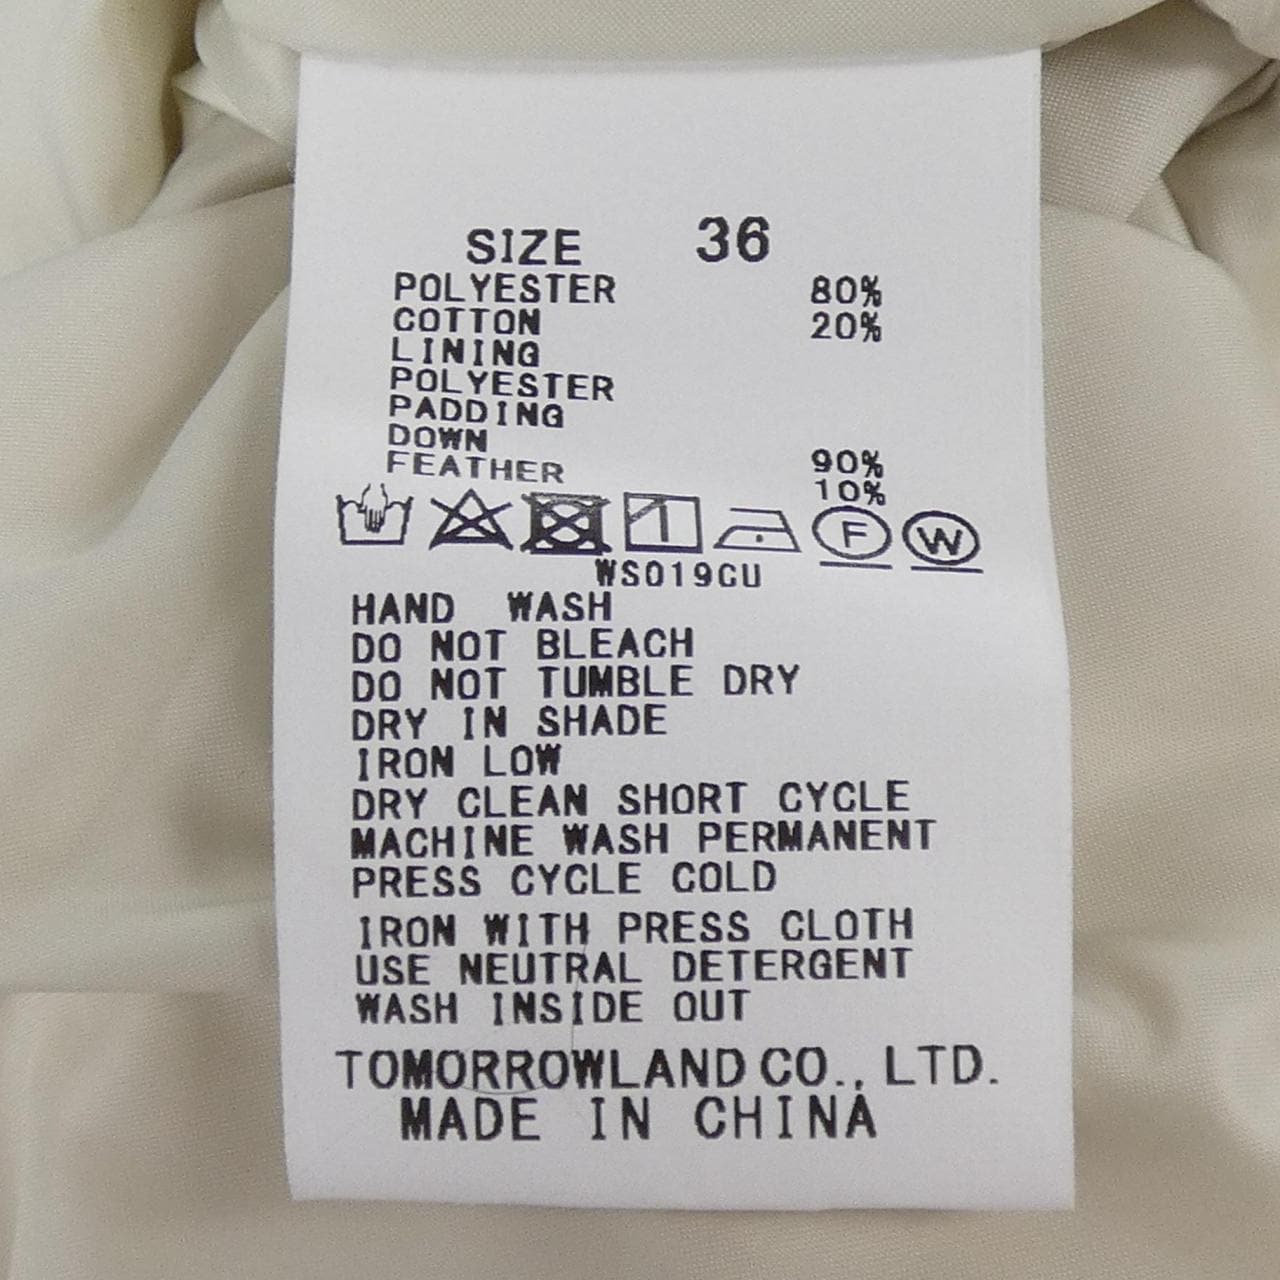 SIZE 36
POLYESTER 80%
COTTON 20%
LINING
POLYESTER
PADDING
DOWN 90%
FEATHER 10%
1 F W
WS019CU
HAND WASH
DO NOT BLEACH
DO NOT TUMBLE DRY
DRY IN SHADE
IRON LOW
DRY CLEAN SHORT CYCLE
MACHINE WASH PERMANENT
PRESS CYCLE COLD
IRON WITH PRESS CLOTH
USE NEUTRAL DETERGENT
WASH INSIDE OUT
TOMORROWLAND CO., LTD.
MADE IN CHINA